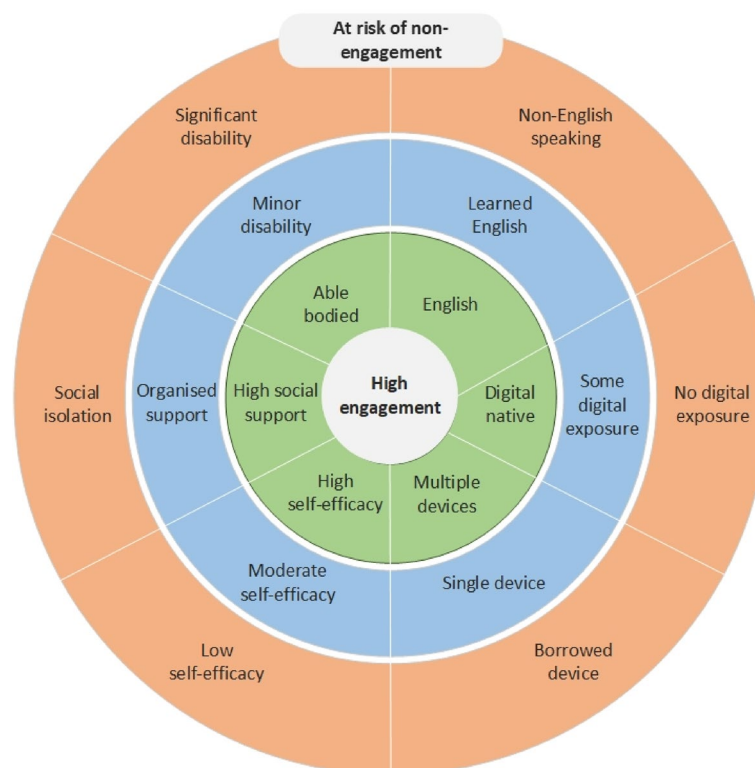 At risk of non-
engagement
Significant
disability
Non-English
speaking
Minor
disability
Learned
English
Able
bodied
English
Social
isolation
Organised
support
High social
support
High
engagement
Digital
native
Some
digital
exposure
No digital
exposure
High
self-efficacy
Multiple
devices
Moderate
self-efficacy
Single device
Low
self-efficacy
Borrowed
device